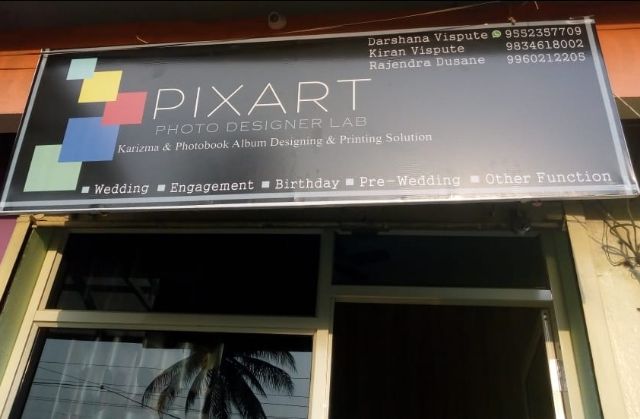 Darshana Vispute 9552357709
Kiran Vispute 9834618002
Rajendra Dusane 9960212205
PIXART
PHOTO DESIGNER LAB
Karizma & Photobook Album Designing & Printing Solution
Wedding Engagement Birthday Pre-Wedding Other Function